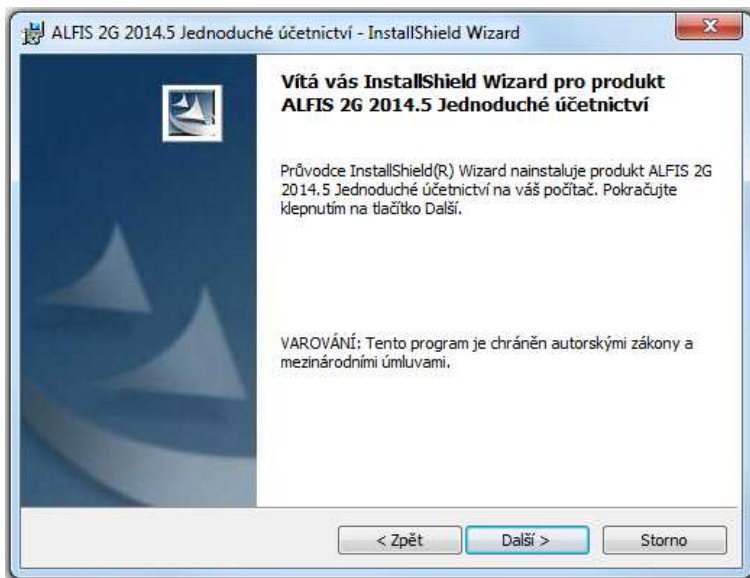 ALFIS 2G 2014.5 Jednoduché účetnictví - InstallShield Wizard
Vítá vás InstallShield Wizard pro produkt
ALFIS 2G 2014.5 Jednoduché účetnictví
Průvodce InstallShield(R) Wizard nainstaluje produkt ALFIS 2G
2014.5 Jednoduché účetnictví na váš počítač. Pokračujte
klepnutím na tlačítko Další.
VAROVÁNÍ: Tento program je chráněn autorskými zákony a
mezinárodními úmluvami.
< Zpět
Další >
Storno